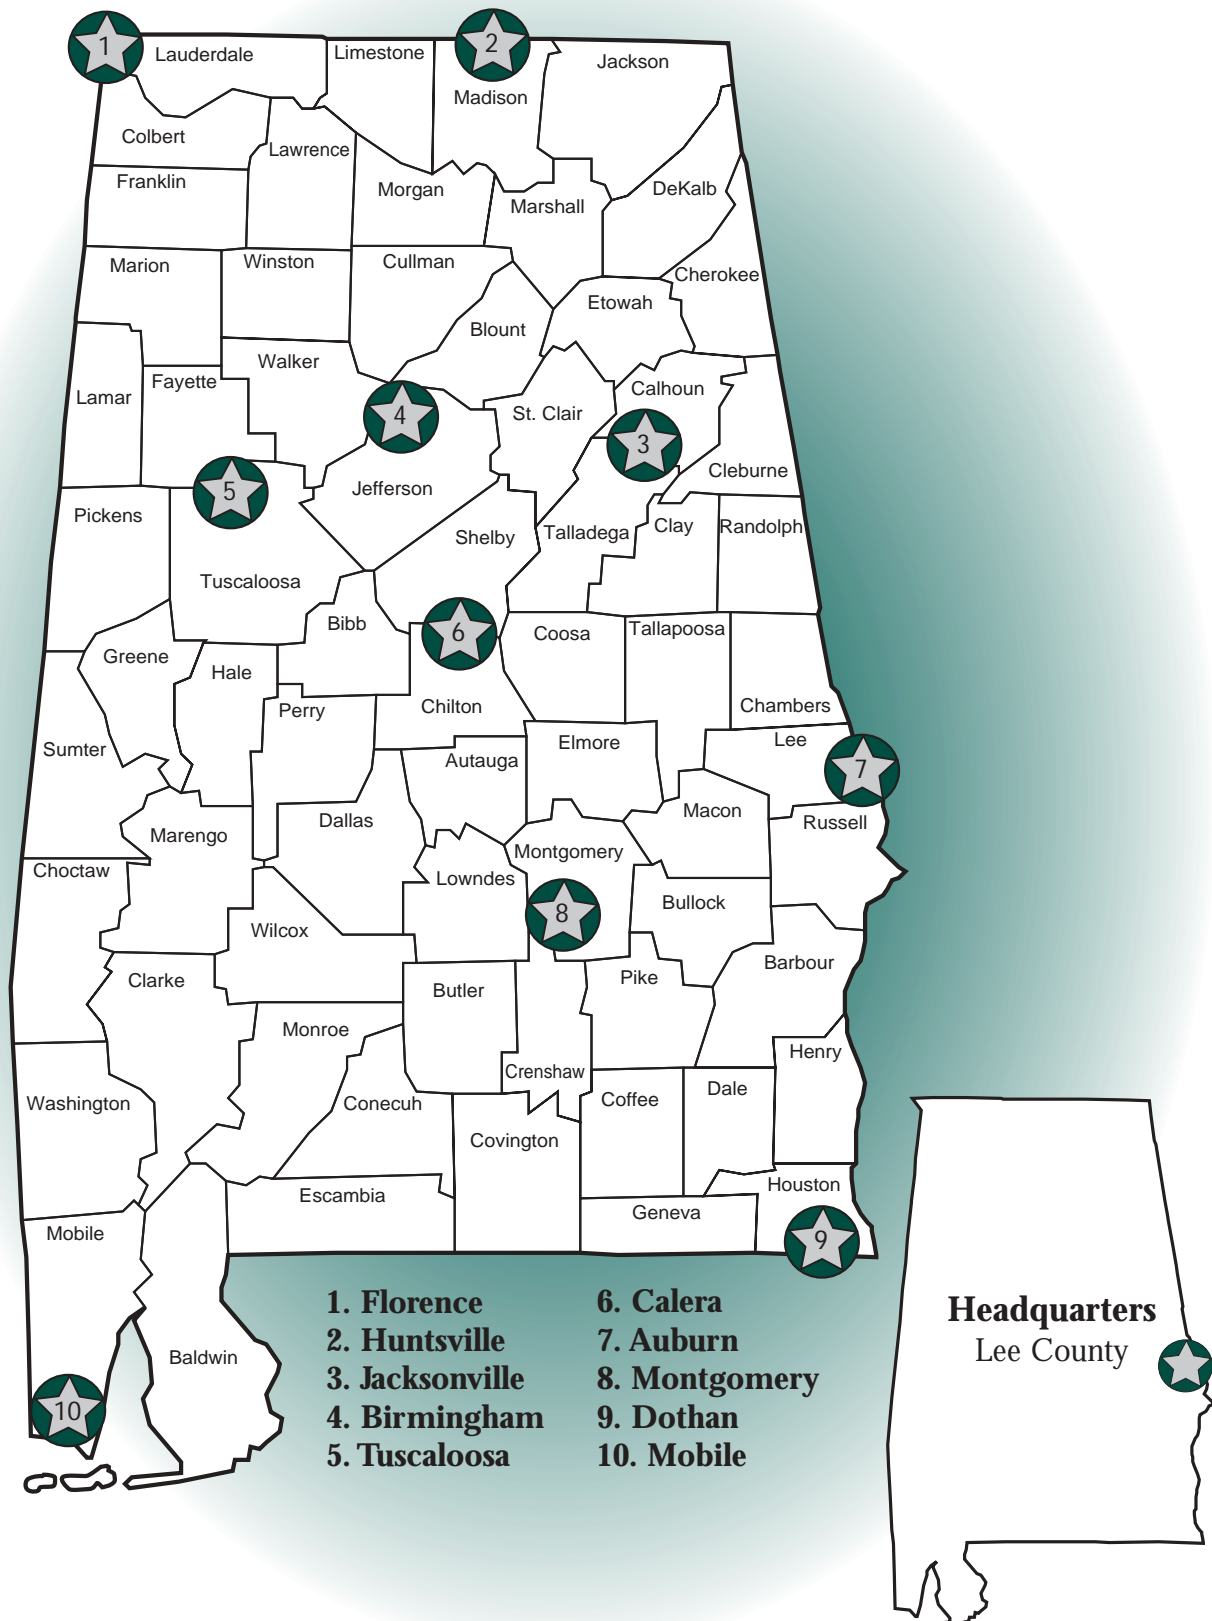 1
2
Lauderdale
Limestone
Jackson
Madison
Colbert
Lawrence
Franklin
Morgan
DeKalb
Marshall
Marion
Winston
Cullman
Cherokee
Etowah
Blount
Walker
Fayette
Calhoun
Lamar
4
St. Clair
3
Cleburne
5
Jefferson
Pickens
Clay
Randolph
Shelby
Talladega
Tuscaloosa
Bibb
6
Coosa
Tallapoosa
Greene
Hale
Perry
Chilton
Chambers
Sumter
Elmore
Lee
Autauga
7
Macon
Dallas
Russell
Marengo
Montgomery
Choctaw
Lowndes
Bullock
8
Wilcox
Barbour
Clarke
Pike
Butler
Monroe
Henry
Crenshaw
Dale
Washington
Conecuh
Coffee
Covington
Houston
Escambia
Geneva
Mobile
9
Baldwin
10
1. Florence
2. Huntsville
3. Jacksonville
4. Birmingham
5. Tuscaloosa
6. Calera
7. Auburn
8. Montgomery
9. Dothan
10. Mobile
Headquarters
Lee County